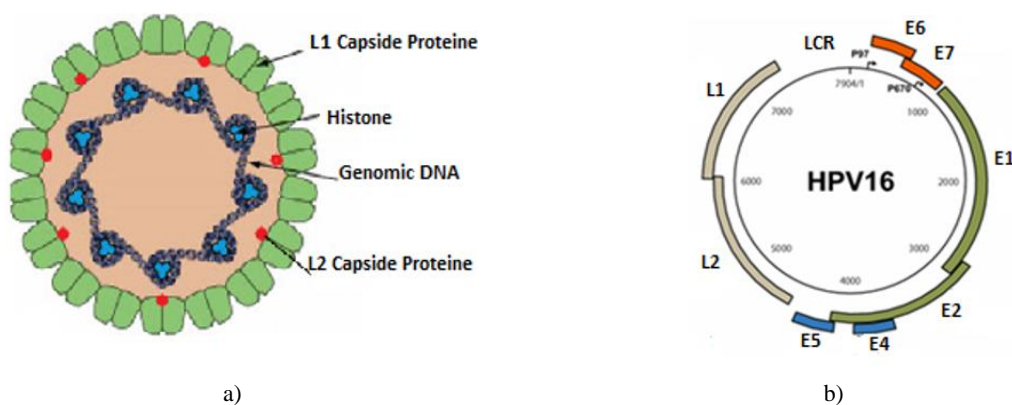 L1 Capside Proteine
Histone
Genomic DNA
L2 Capside Proteine
a)
E6
LCR
E7
P97
7904/1
P670
L1
7000
1000
E1
HPV16
6000
2000
L2
5000
3000
4000
E2
E5
E4
b)